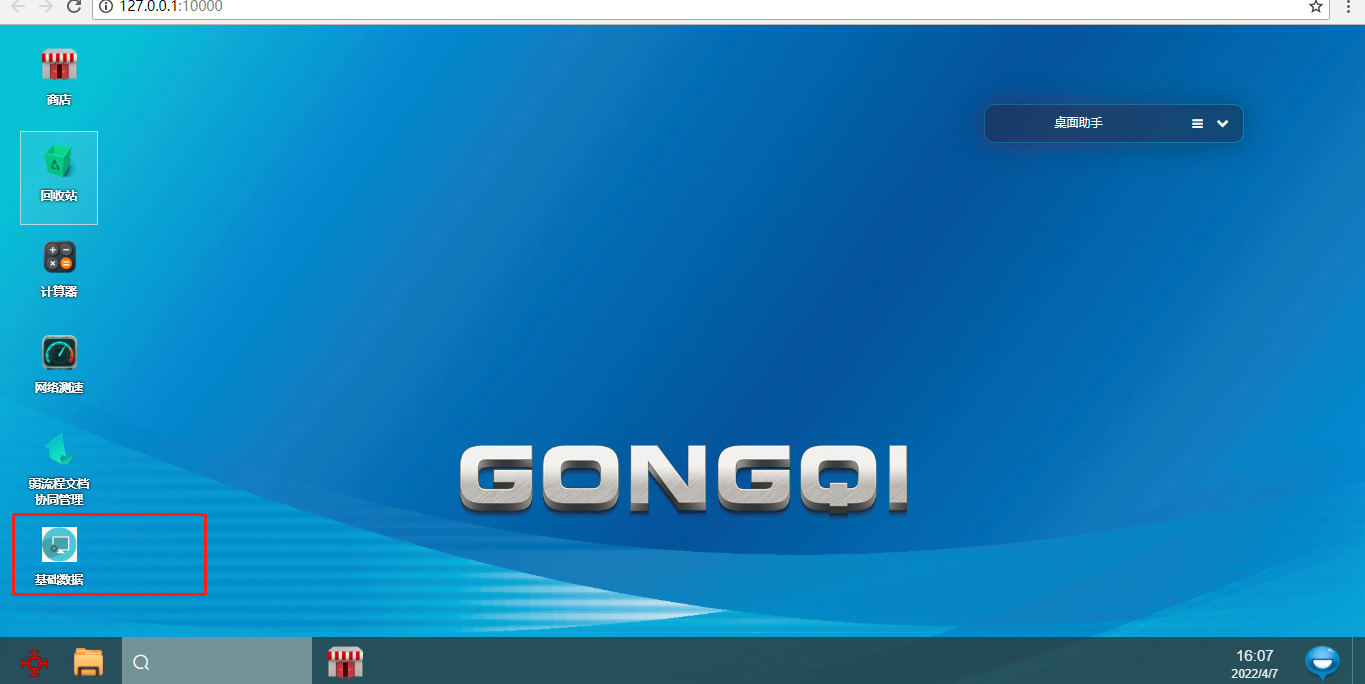 127.0.0.1:10000
商店
回收站
计算器
网络测速
弱流程文档
协同管理
基础数据
桌面助手
GONGQI
16:07
2022/4/7